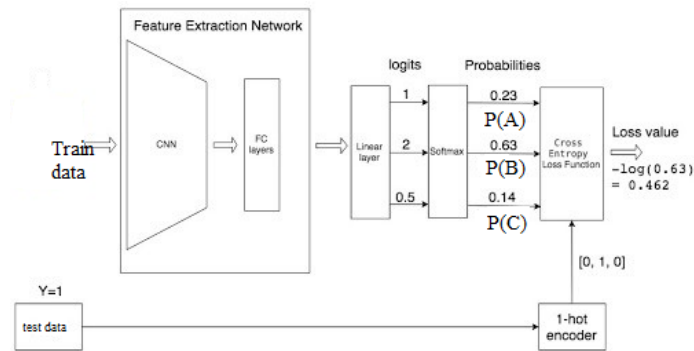 Feature Extraction Network
logits
Probabilities
Train
data
CNN
FC
layers
Linear
layer
1
2
0.5
Softmax
0.23
P(A)
0.63
P(B)
0.14
P(C)
Cross
Entropy
Loss Function
Loss value
-log(0.63)
= 0.462
[0, 1, 0]
Y=1
test data
1-hot
encoder